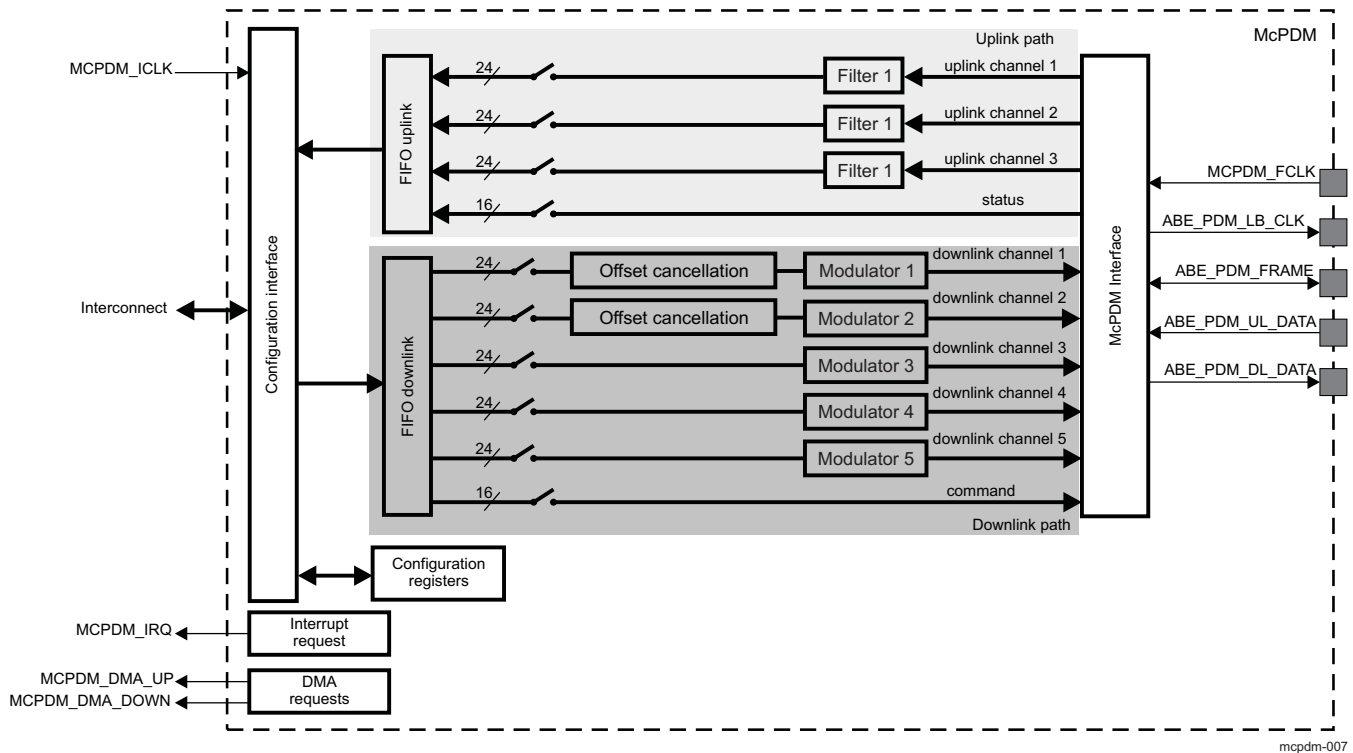 McPDM
Uplink path
MCPDM_ICLK
24
Filter 1
uplink channel 1
24
Filter 1
uplink channel 2
24
Filter 1
uplink channel 3
16
status
FIFO uplink
MCPDM_FCLK
ABE_PDM_LB_CLK
ABE_PDM_FRAME
ABE_PDM_UL_DATA
ABE_PDM_DL_DATA
McPDM Interface
Configuration interface
Interconnect
FIFO downlink
24
Offset cancellation
Modulator 1
downlink channel 1
24
Offset cancellation
Modulator 2
downlink channel 2
24
Modulator 3
downlink channel 3
24
Modulator 4
downlink channel 4
24
Modulator 5
downlink channel 5
16
command
Downlink path
Configuration
registers
MCPDM_IRQ
Interrupt
request
MCPDM_DMA_UP
MCPDM_DMA_DOWN
DMA
requests
mcpdm-007